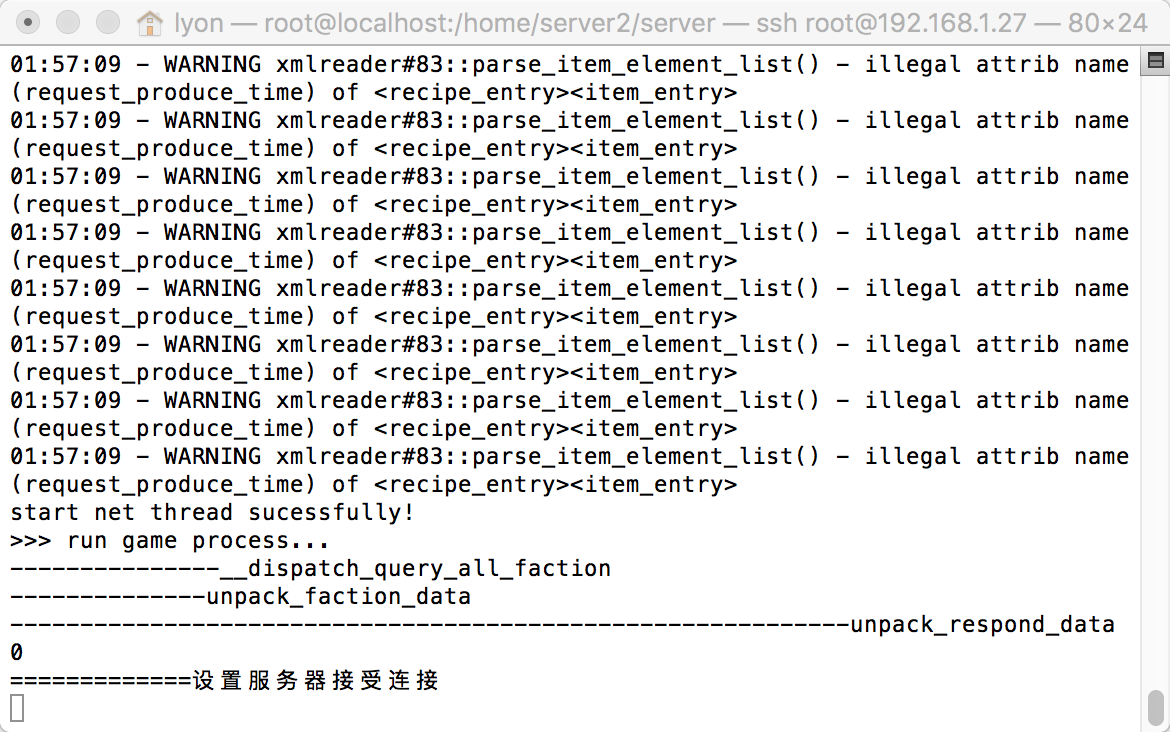 lyon — root@localhost:/home/server2/server — ssh root@192.168.1.27 — 80×24
01:57:09 - WARNING xmlreader#83::parse_item_element_list() - illegal attrib name
(request_produce_time) of <recipe_entry><item_entry>
01:57:09 - WARNING xmlreader#83::parse_item_element_list() - illegal attrib name
(request_produce_time) of <recipe_entry><item_entry>
01:57:09 - WARNING xmlreader#83::parse_item_element_list() - illegal attrib name
(request_produce_time) of <recipe_entry><item_entry>
01:57:09 - WARNING xmlreader#83::parse_item_element_list() - illegal attrib name
(request_produce_time) of <recipe_entry><item_entry>
01:57:09 - WARNING xmlreader#83::parse_item_element_list() - illegal attrib name
(request_produce_time) of <recipe_entry><item_entry>
01:57:09 - WARNING xmlreader#83::parse_item_element_list() - illegal attrib name
(request_produce_time) of <recipe_entry><item_entry>
01:57:09 - WARNING xmlreader#83::parse_item_element_list() - illegal attrib name
(request_produce_time) of <recipe_entry><item_entry>
01:57:09 - WARNING xmlreader#83::parse_item_element_list() - illegal attrib name
(request_produce_time) of <recipe_entry><item_entry>
start net thread sucessfully!
>>> run game process...
---------------__dispatch_query_all_faction
--------------unpack_faction_data
------------------------------------------------------------unpack_respond_data
0
=============设置服务器接受连接